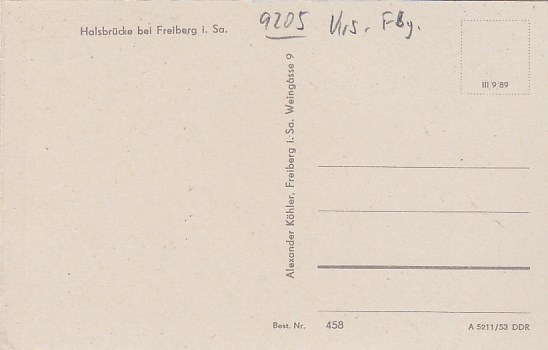 Halsbrücke bei Freiberg i. Sa.
9205 Krs. Fbg.
III/9/89
Alexander Köhler, Freiberg i. Sa. Weingasse 9
Best. Nr. 458
A 5211/53 DDR